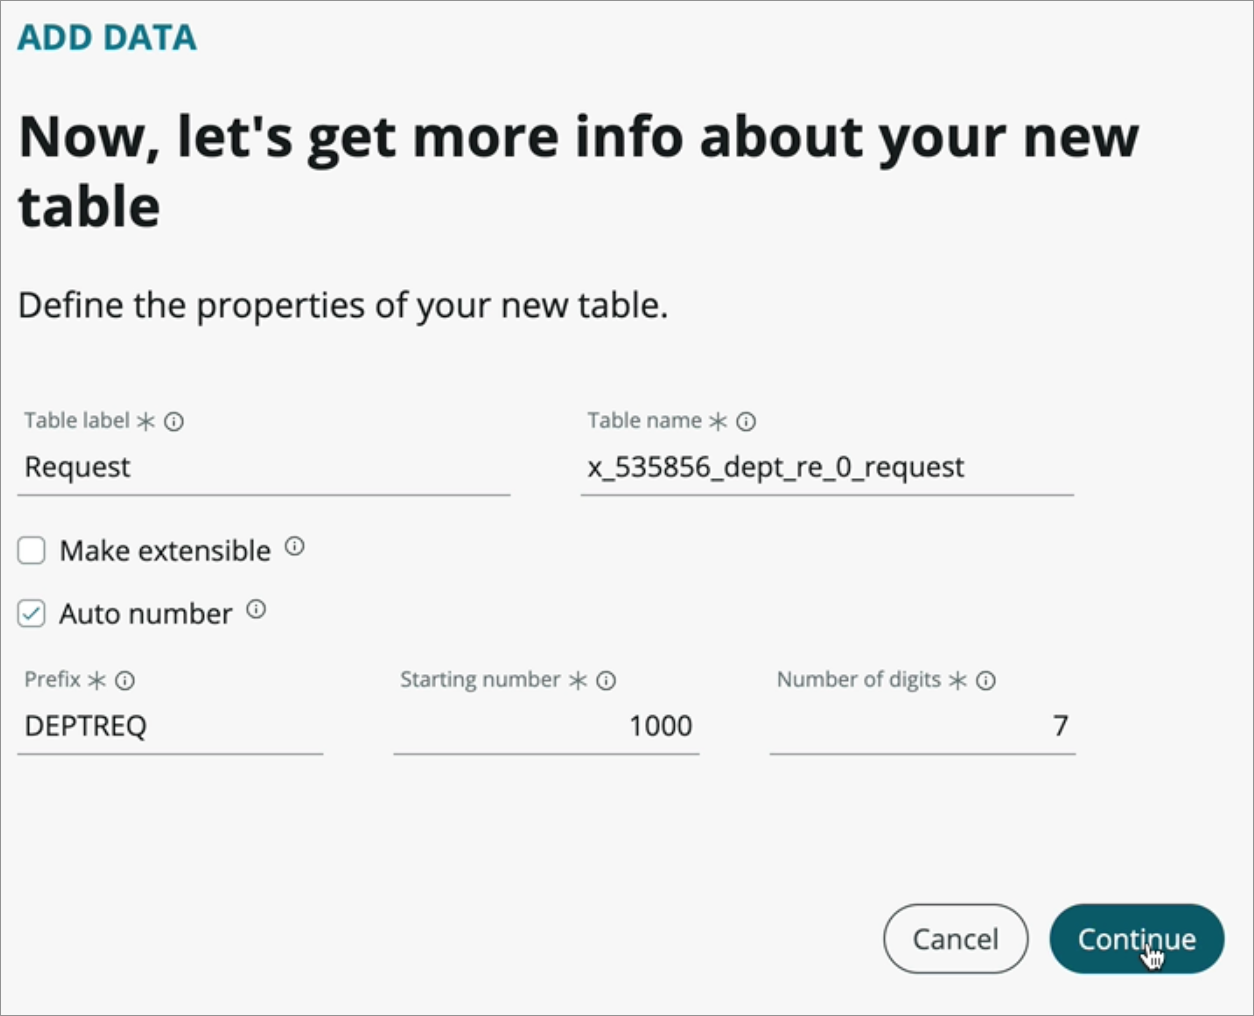 ADD DATA
Now, let's get more info about your new
table
Define the properties of your new table.
Table label * Table name *
Request x_535856_dept_re_0_request
Make extensible
Auto number
Prefix * Starting number * Number of digits *
DEPTREQ 1000 7
Cancel Continue